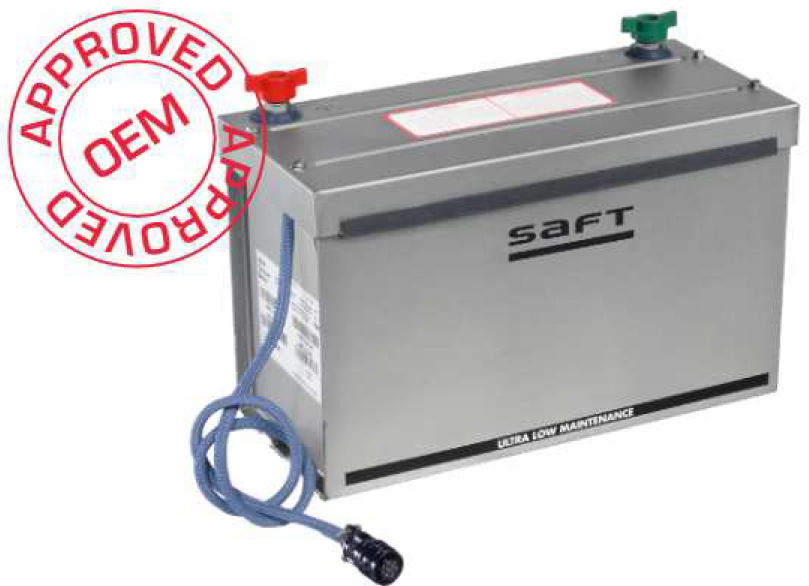 APPROVED
OEM
APPROVED
saft
ULTRA LOW MAINTENANCE